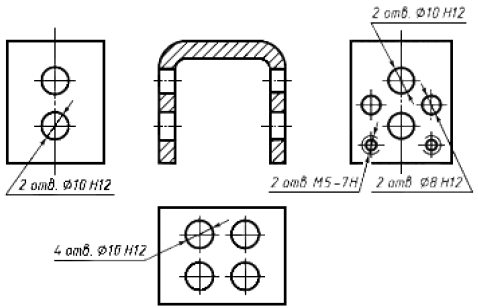 2 отв. Ø10 H12
2 отв. Ø10 H12
2 отв. M5-7H
2 отв. Ø8 H12
4 отв. Ø10 H12